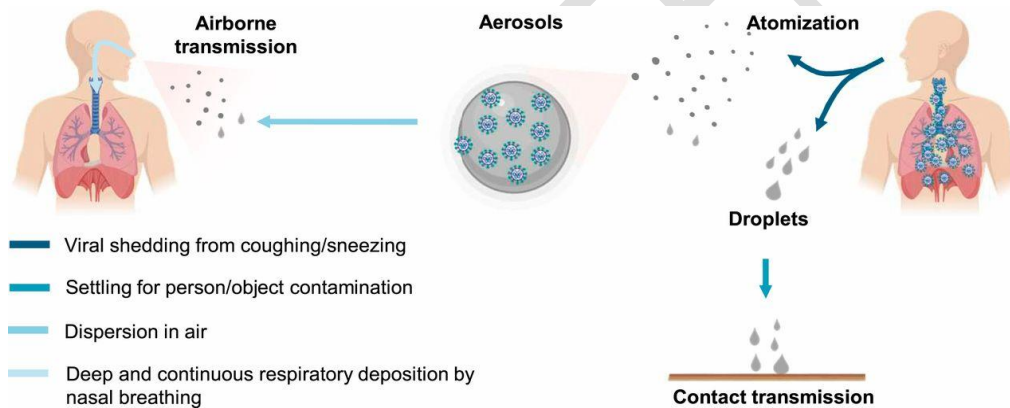 Airborne
transmission
Aerosols
Atomization
Droplets
Viral shedding from coughing/sneezing
Settling for person/object contamination
Dispersion in air
Deep and continuous respiratory deposition by
nasal breathing
Contact transmission